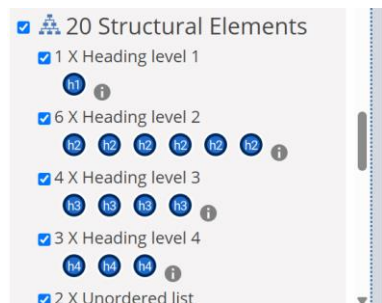 20 Structural Elements
1 X Heading level 1
h1 i
6 X Heading level 2
h2 h2 h2 h2 h2 h2 i
4 X Heading level 3
h3 h3 h3 h3 i
3 X Heading level 4
h4 h4 h4 i
2 X Unordered list